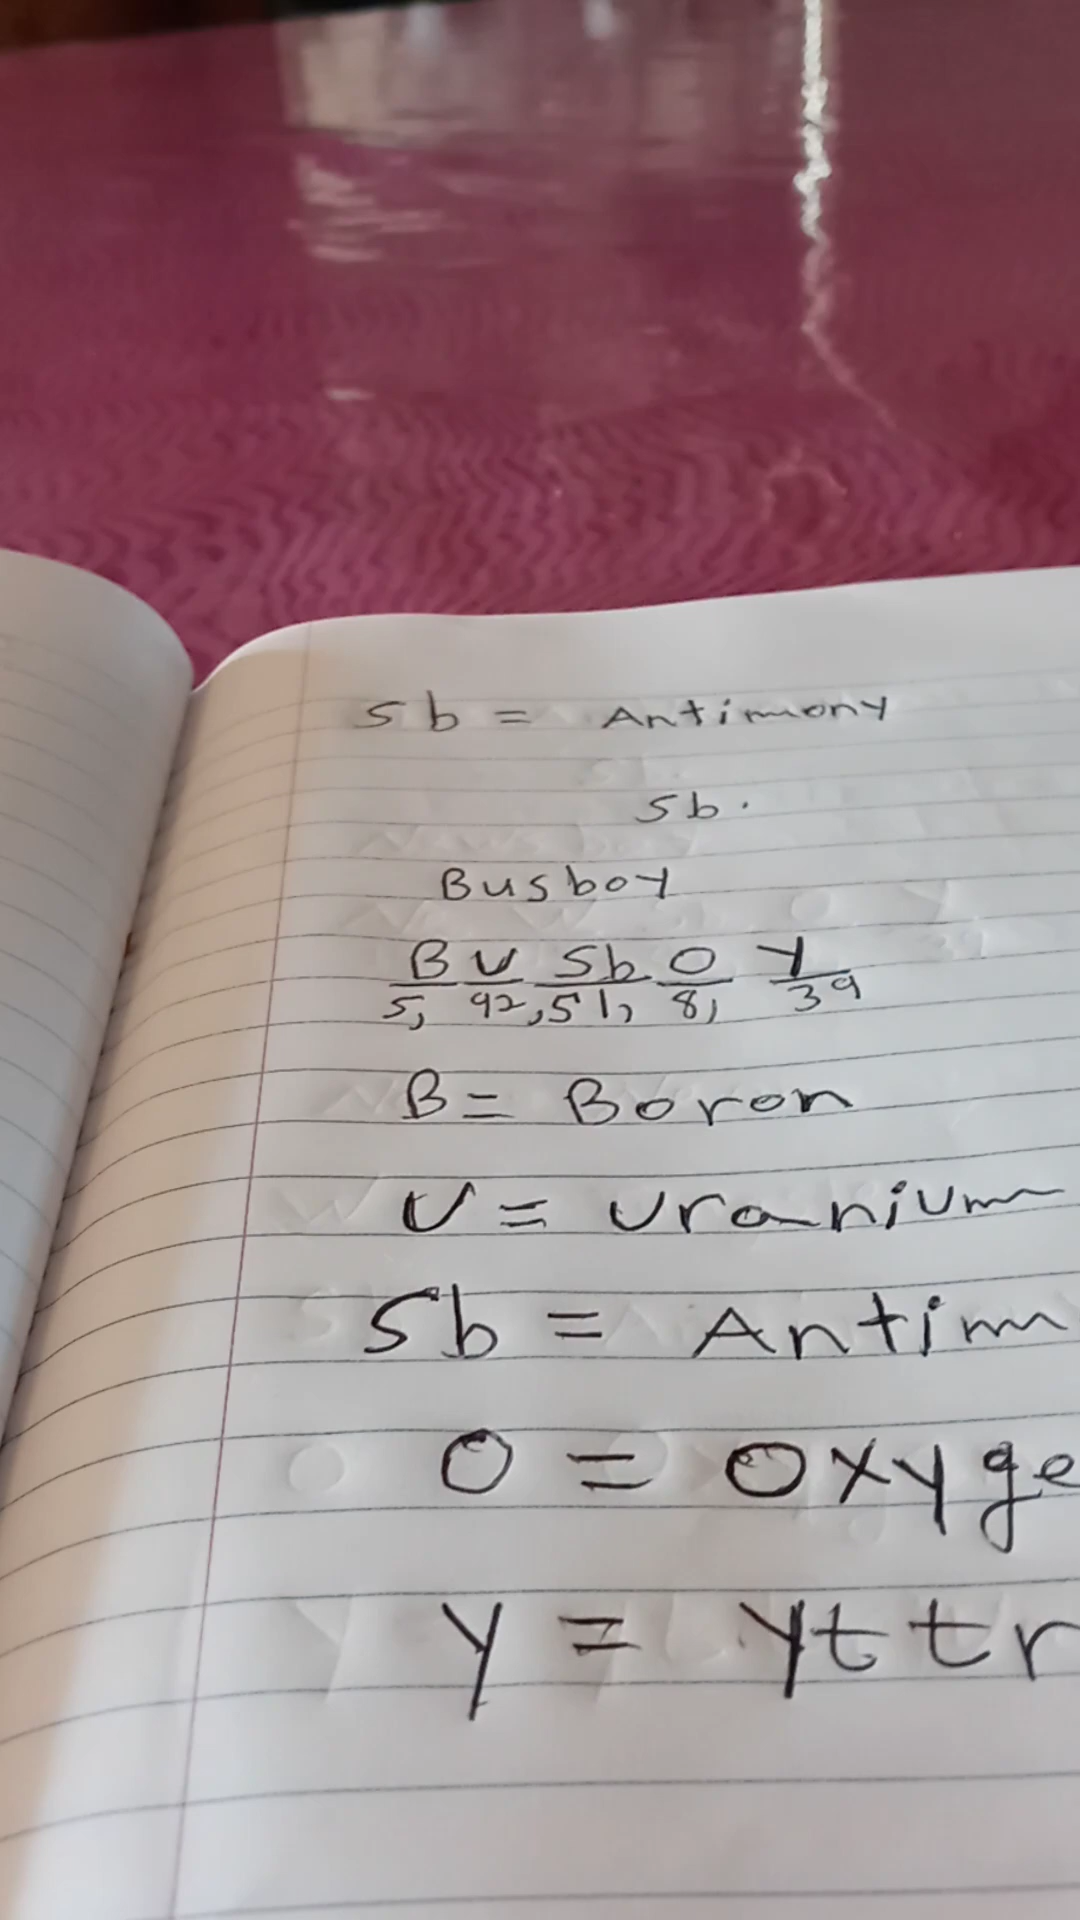 Sb = Antimony
Sb.
Busboy
B U Sb O Y
5, 92, 51, 8, 39
B = Boron
U = Uranium
Sb = Antim
O = Oxyge
y = yttr